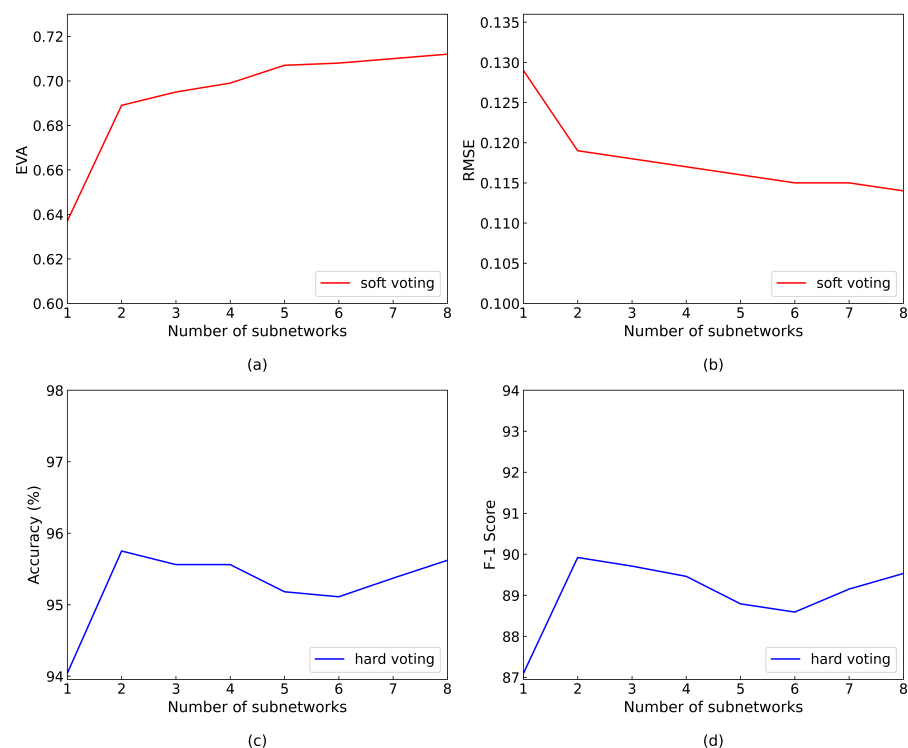 0.72
0.70
0.68
0.66
0.64
0.62
0.60
EVA
soft voting
1 2 3 4 5 6 7 8
Number of subnetworks
(a)
0.135
0.130
0.125
0.120
0.115
0.110
0.105
0.100
RMSE
soft voting
1 2 3 4 5 6 7 8
Number of subnetworks
(b)
98
97
96
95
94
Accuracy (%)
hard voting
1 2 3 4 5 6 7 8
Number of subnetworks
(c)
94
93
92
91
90
89
88
87
F-1 Score
hard voting
1 2 3 4 5 6 7 8
Number of subnetworks
(d)